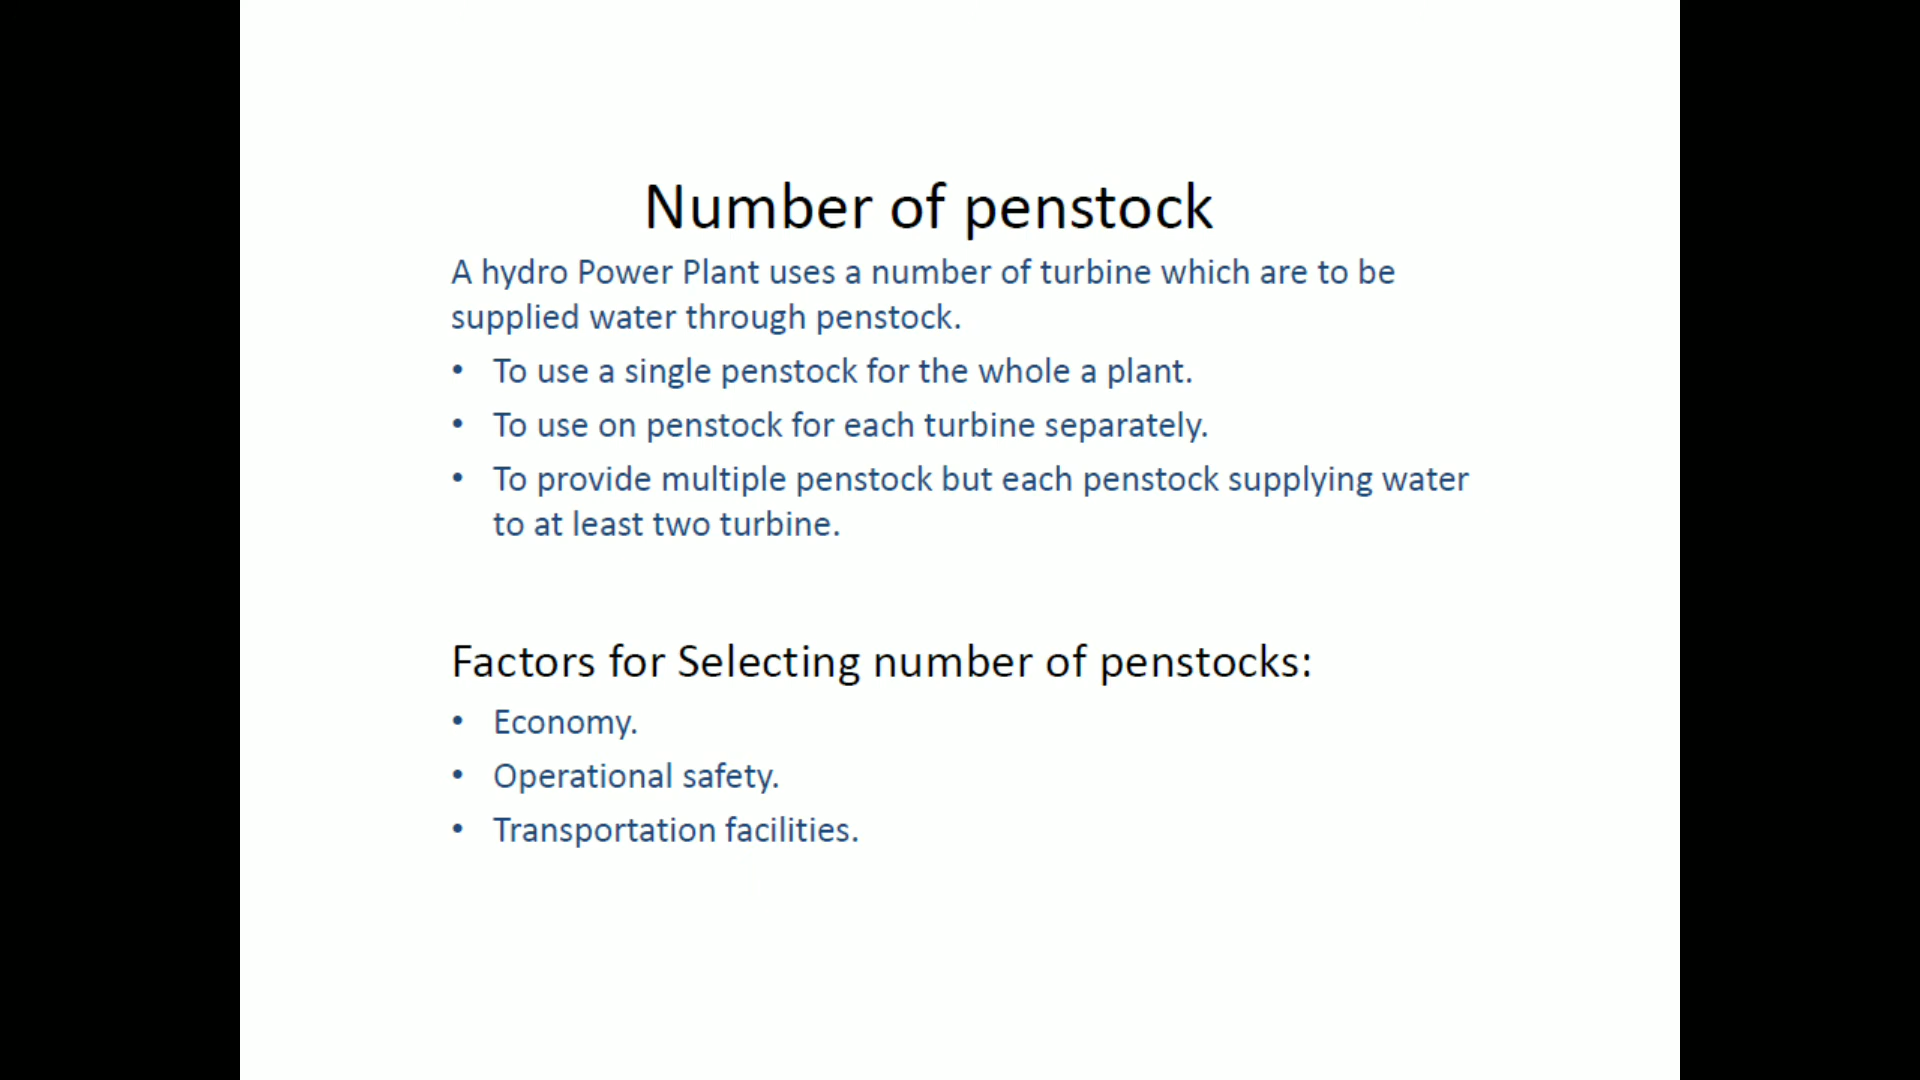 Number of penstock
A hydro Power Plant uses a number of turbine which are to be
supplied water through penstock.
• To use a single penstock for the whole a plant.
• To use on penstock for each turbine separately.
• To provide multiple penstock but each penstock supplying water
to at least two turbine.
Factors for Selecting number of penstocks:
• Economy.
• Operational safety.
• Transportation facilities.